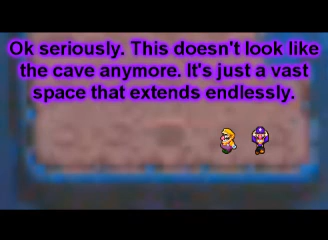 Ok seriously. This doesn't look like
the cave anymore. It's just a vast
space that extends endlessly.